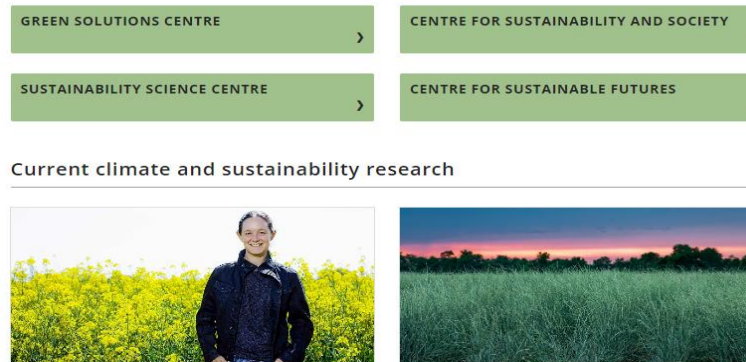 GREEN SOLUTIONS CENTRE
CENTRE FOR SUSTAINABILITY AND SOCIETY
SUSTAINABILITY SCIENCE CENTRE
CENTRE FOR SUSTAINABLE FUTURES
Current climate and sustainability research